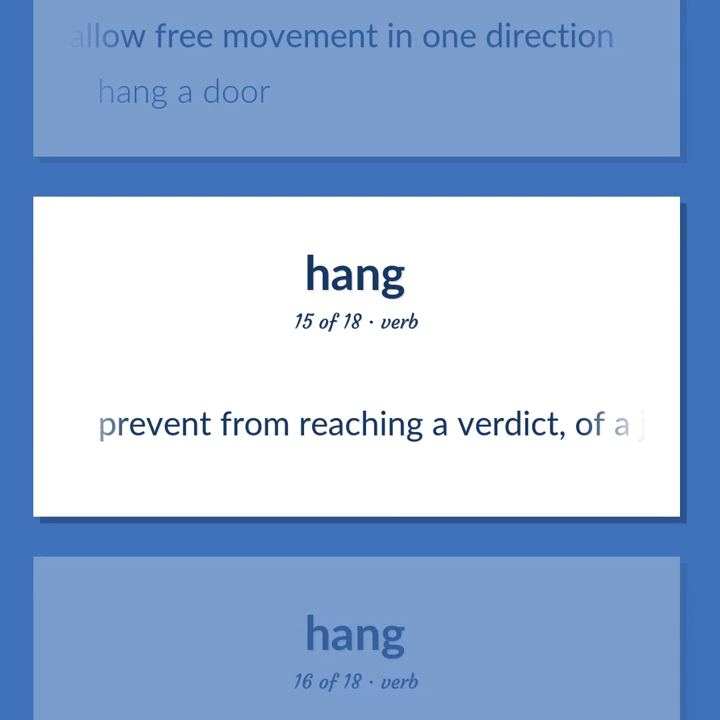 allow free movement in one direction
hang a door
hang
15 of 18 · verb
prevent from reaching a verdict, of a
hang
16 of 18 · verb